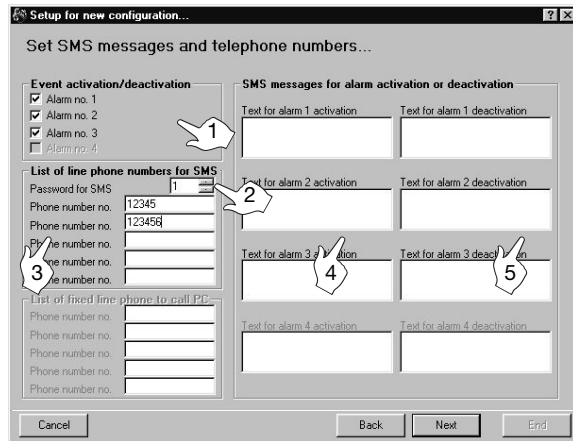 Setup for new configuration...
Set SMS messages and telephone numbers...
Event activation/deactivation
Alarm no. 1
Alarm no. 2
Alarm no. 3
Alarm no. 4
1
List of line phone numbers for SMS
Password for SMS 1
2
Phone number no. 12345
Phone number no. 123456
Phone number no.
number no.
number no.
3
List of fixed line phone to call PC
Phone number no.
Phone number no.
Phone number no.
Phone number no.
Phone number no.
SMS messages for alarm activation or deactivation
Text for alarm 1 activation Text for alarm 1 deactivation
Text for alarm 2 activation Text for alarm 2 deactivation
Text for alarm 3 activation Text for alarm 3 deactivation
4 5
Text for alarm 4 activation Text for alarm 4 deactivation
Cancel Back Next End